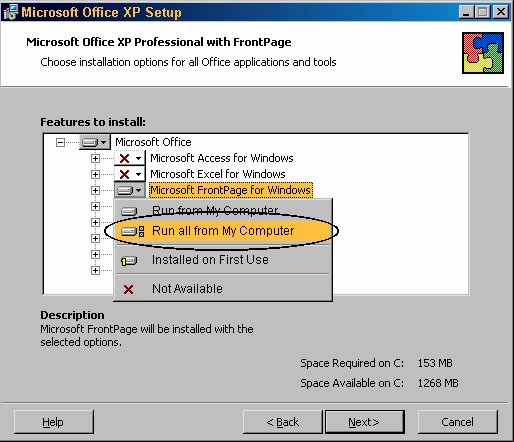 Microsoft Office XP Setup
Microsoft Office XP Professional with FrontPage
Choose installation options for all Office applications and tools
Features to install:
Microsoft Office
Microsoft Access for Windows
Microsoft Excel for Windows
Microsoft FrontPage for Windows
Run from My Computer
Run all from My Computer
Installed on First Use
Not Available
Description
Microsoft FrontPage will be installed with the
selected options.
Space Required on C: 153 MB
Space Available on C: 1268 MB
Help
< Back
Next>
Cancel